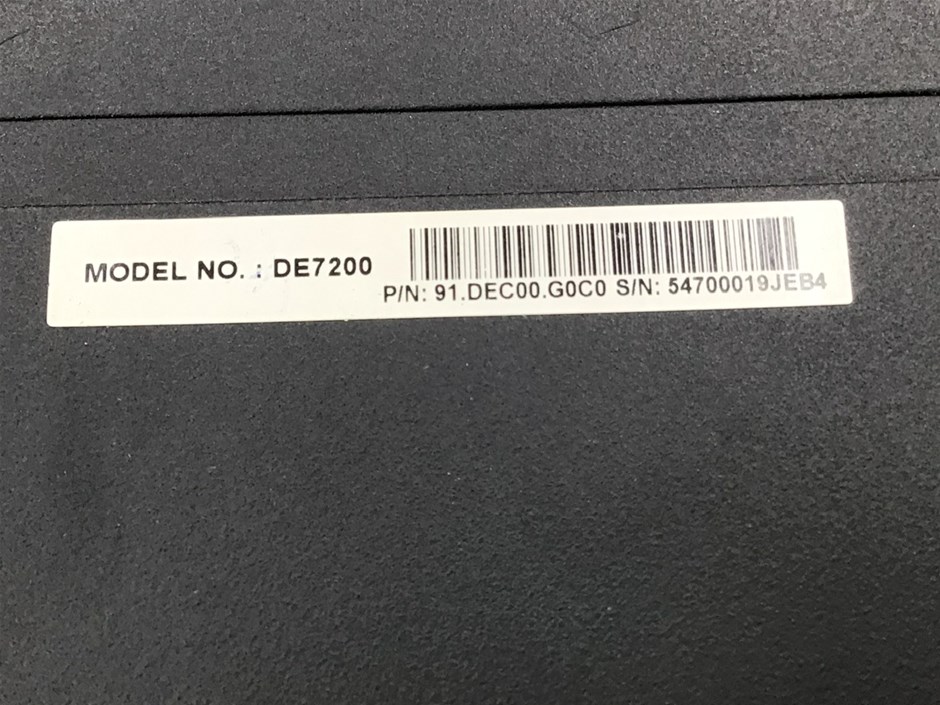 MODEL NO. : DE7200
P/N: 91.DEC00.G0C0 S/N: 54700019JEB4